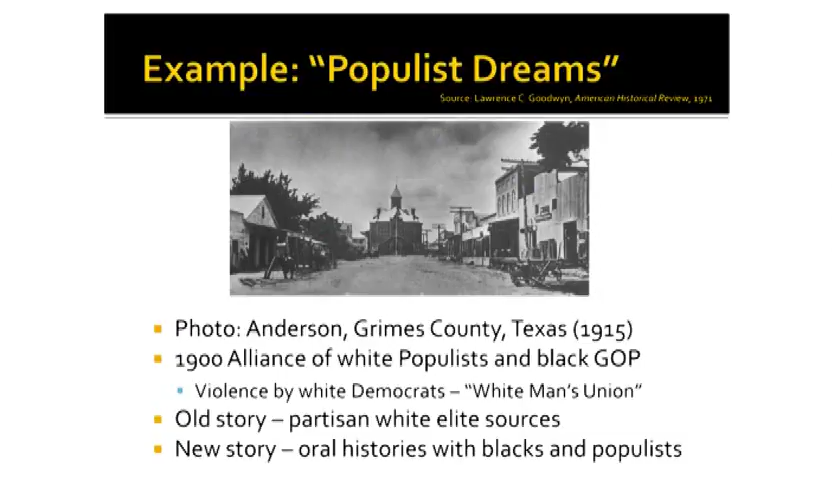 Example: “Populist Dreams”
Source: Lawrence C. Goodwyn, American Historical Review, 1971
Photo: Anderson, Grimes County, Texas (1915)
1900 Alliance of white Populists and black GOP
Violence by white Democrats – “White Man’s Union”
Old story – partisan white elite sources
New story – oral histories with blacks and populists